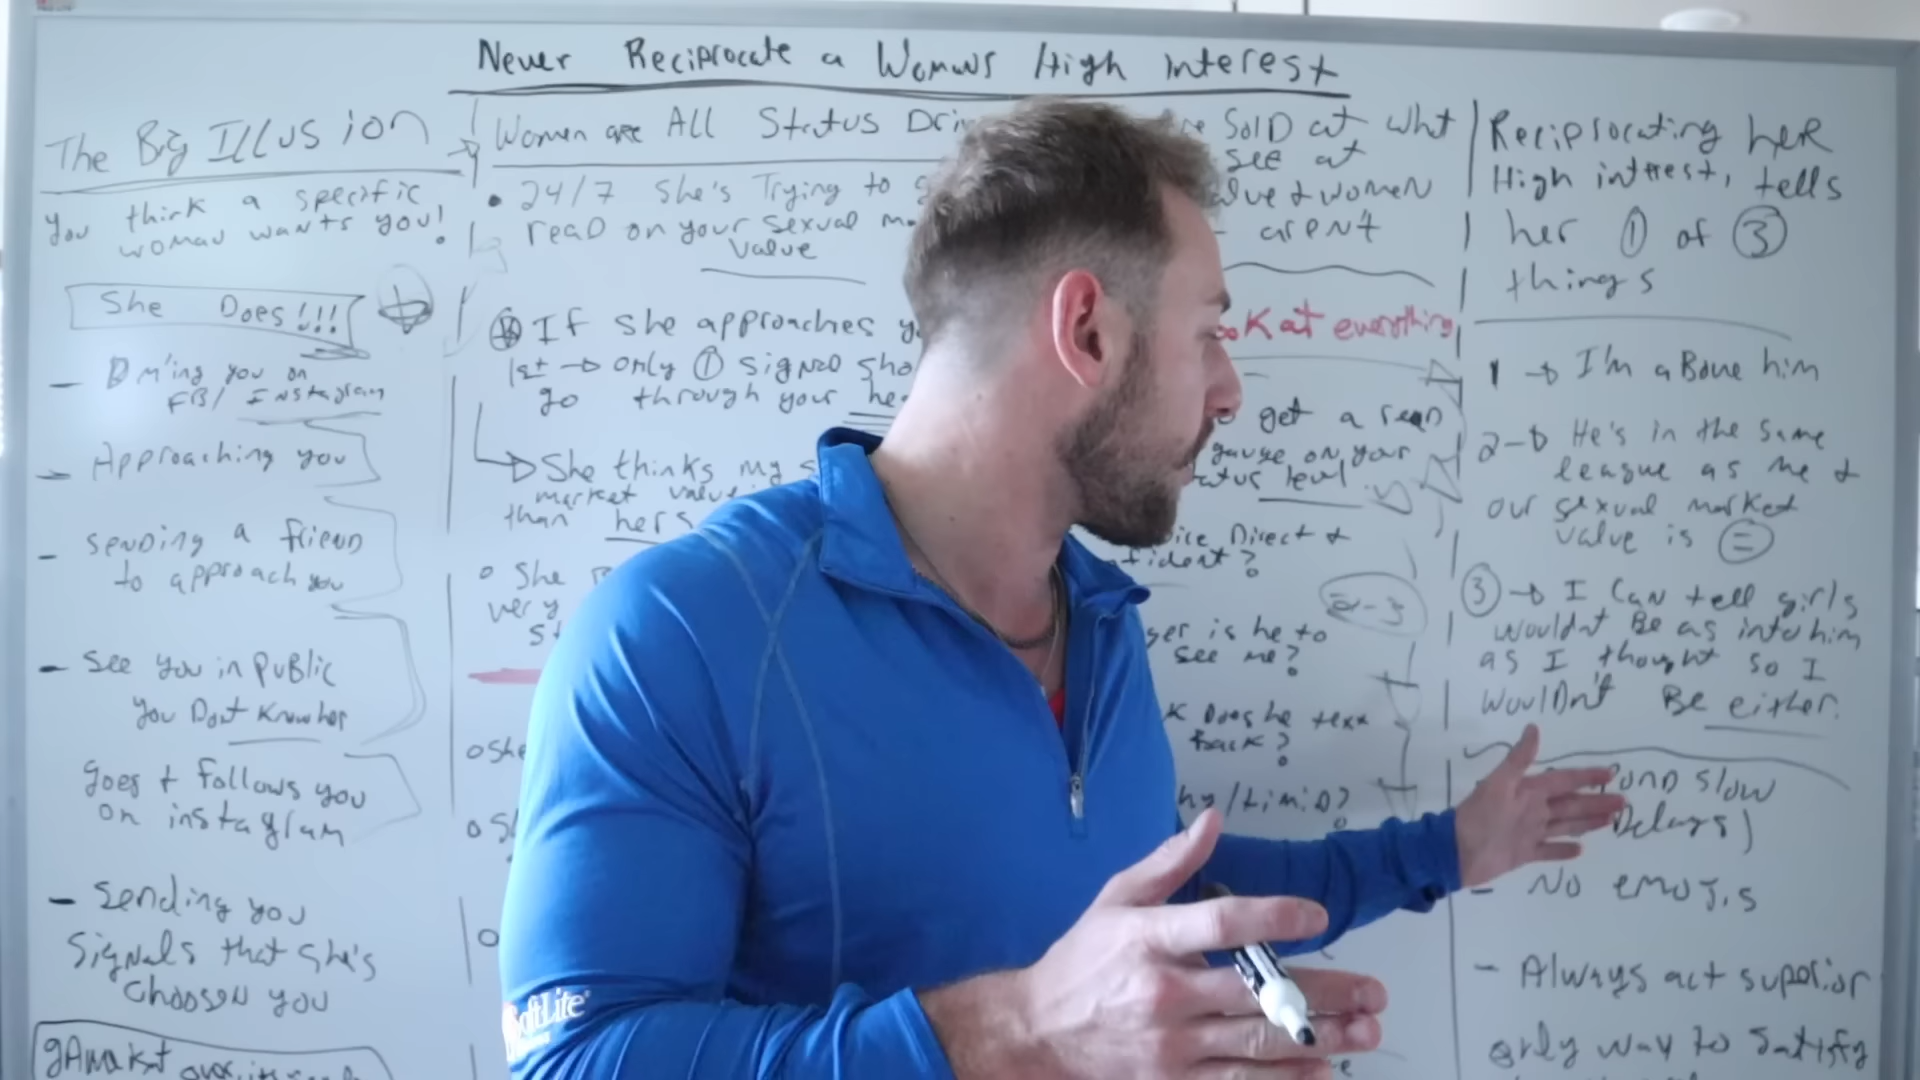 Never Reciprocate a Womans High interest
The Big Illusion
you think a specific
woman wants you!
She Does!!!
- Dm'ing you on
FB/ Instagram
- Approaching you
- sending a friend
to approach you
- See you in public
you Dont know her
goes + follows you
on instagram
- Sending you
signals that she's
choosen you
Women are All Status Dri
• 24/7 she's Trying to
read on your sexual
value
If she approaches
1st → only ① signal
go through your
She thinks my
market value
than hers
She
very
she
SolD at what
see at
women
arent
at everything
get a
gauge on your
level
Direct +
is he to
see me?
Does he text
back?
2-3
Reciprocating her
High interest, tells
her ① of ③
things
1 → I'm above him
2 → He's in the same
league as me +
our sexual market
value is =
③ → I can tell girls
wouldnt Be as into him
as I thought so I
wouldn't Be either.
slow
Delays)
- No emojis
- Always act superior
only way to satisfy
SoftLite